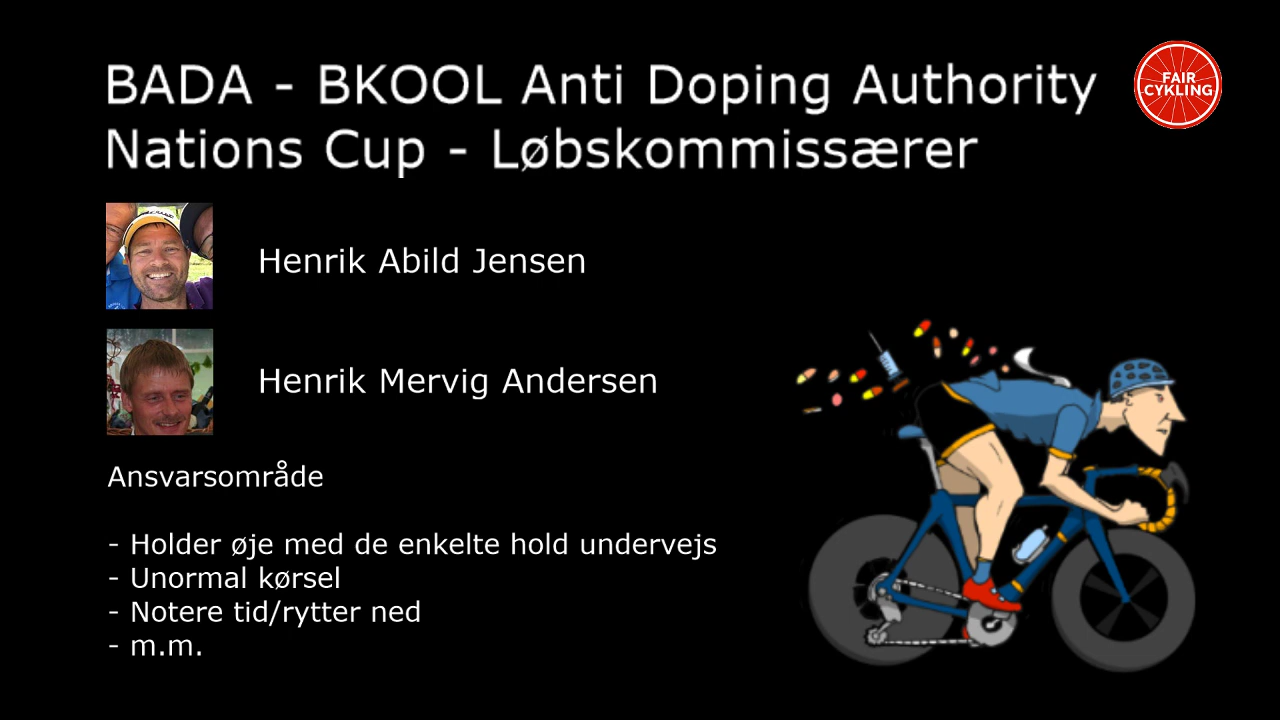 BADA - BKOOL Anti Doping Authority
Nations Cup - Løbskommissærer
FAIR
CYKLING
Henrik Abild Jensen
Henrik Mervig Andersen
Ansvarsområde
- Holder øje med de enkelte hold undervejs
- Unormal kørsel
- Notere tid/rytter ned
- m.m.